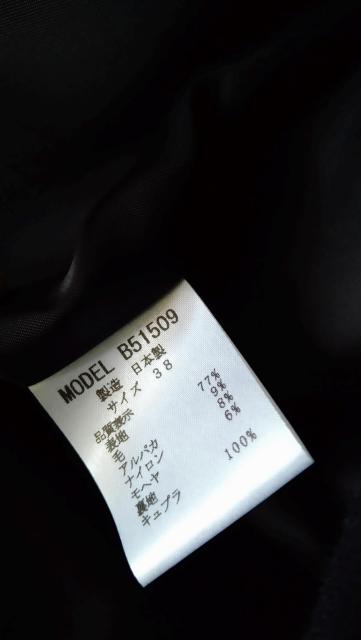 MODEL B51509
製造 日本製
サイズ 38
品質表示
表地
毛 77%
アルパカ 9%
ナイロン 8%
モヘヤ 6%
裏地
キュプラ 100%